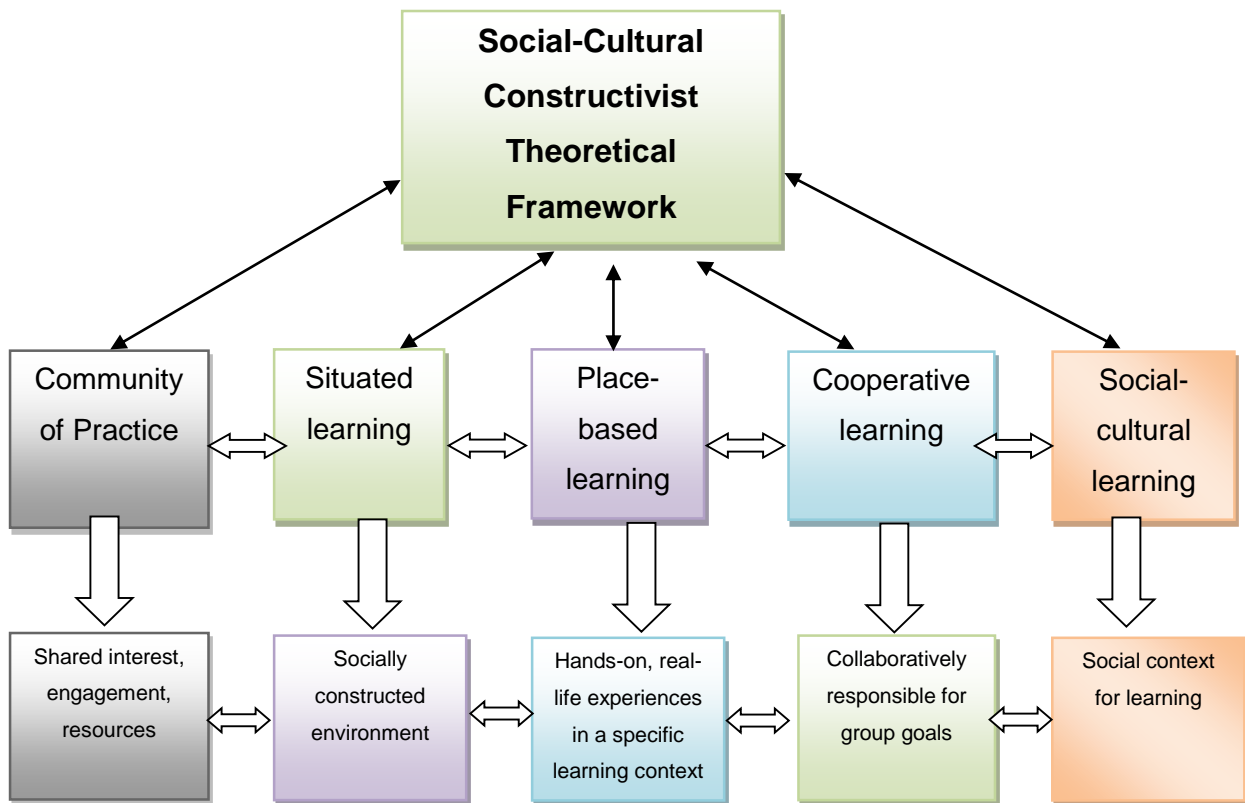 Social-Cultural
Constructivist
Theoretical
Framework
Community
of Practice
Situated
learning
Place-
based
learning
Cooperative
learning
Social-
cultural
learning
Shared interest,
engagement,
resources
Socially
constructed
environment
Hands-on, real-
life experiences
in a specific
learning context
Collaboratively
responsible for
group goals
Social context
for learning